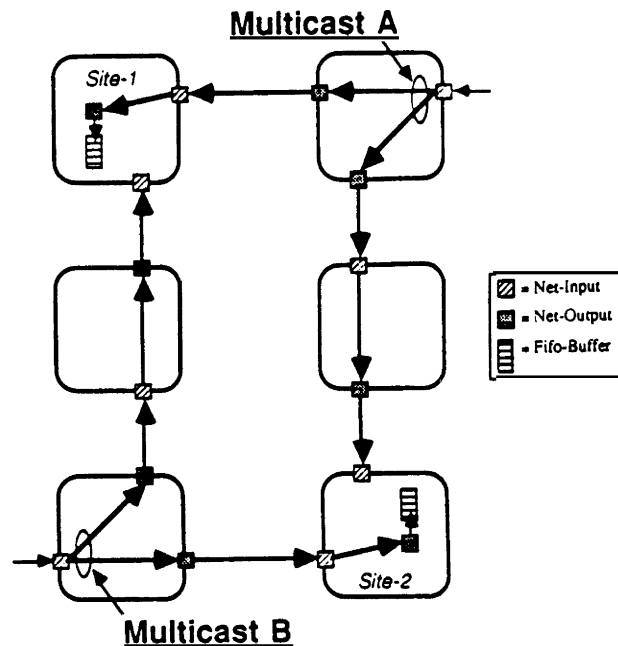 Multicast A
Site-1
= Net-Input
= Net-Output
= Fifo-Buffer
Site-2
Multicast B